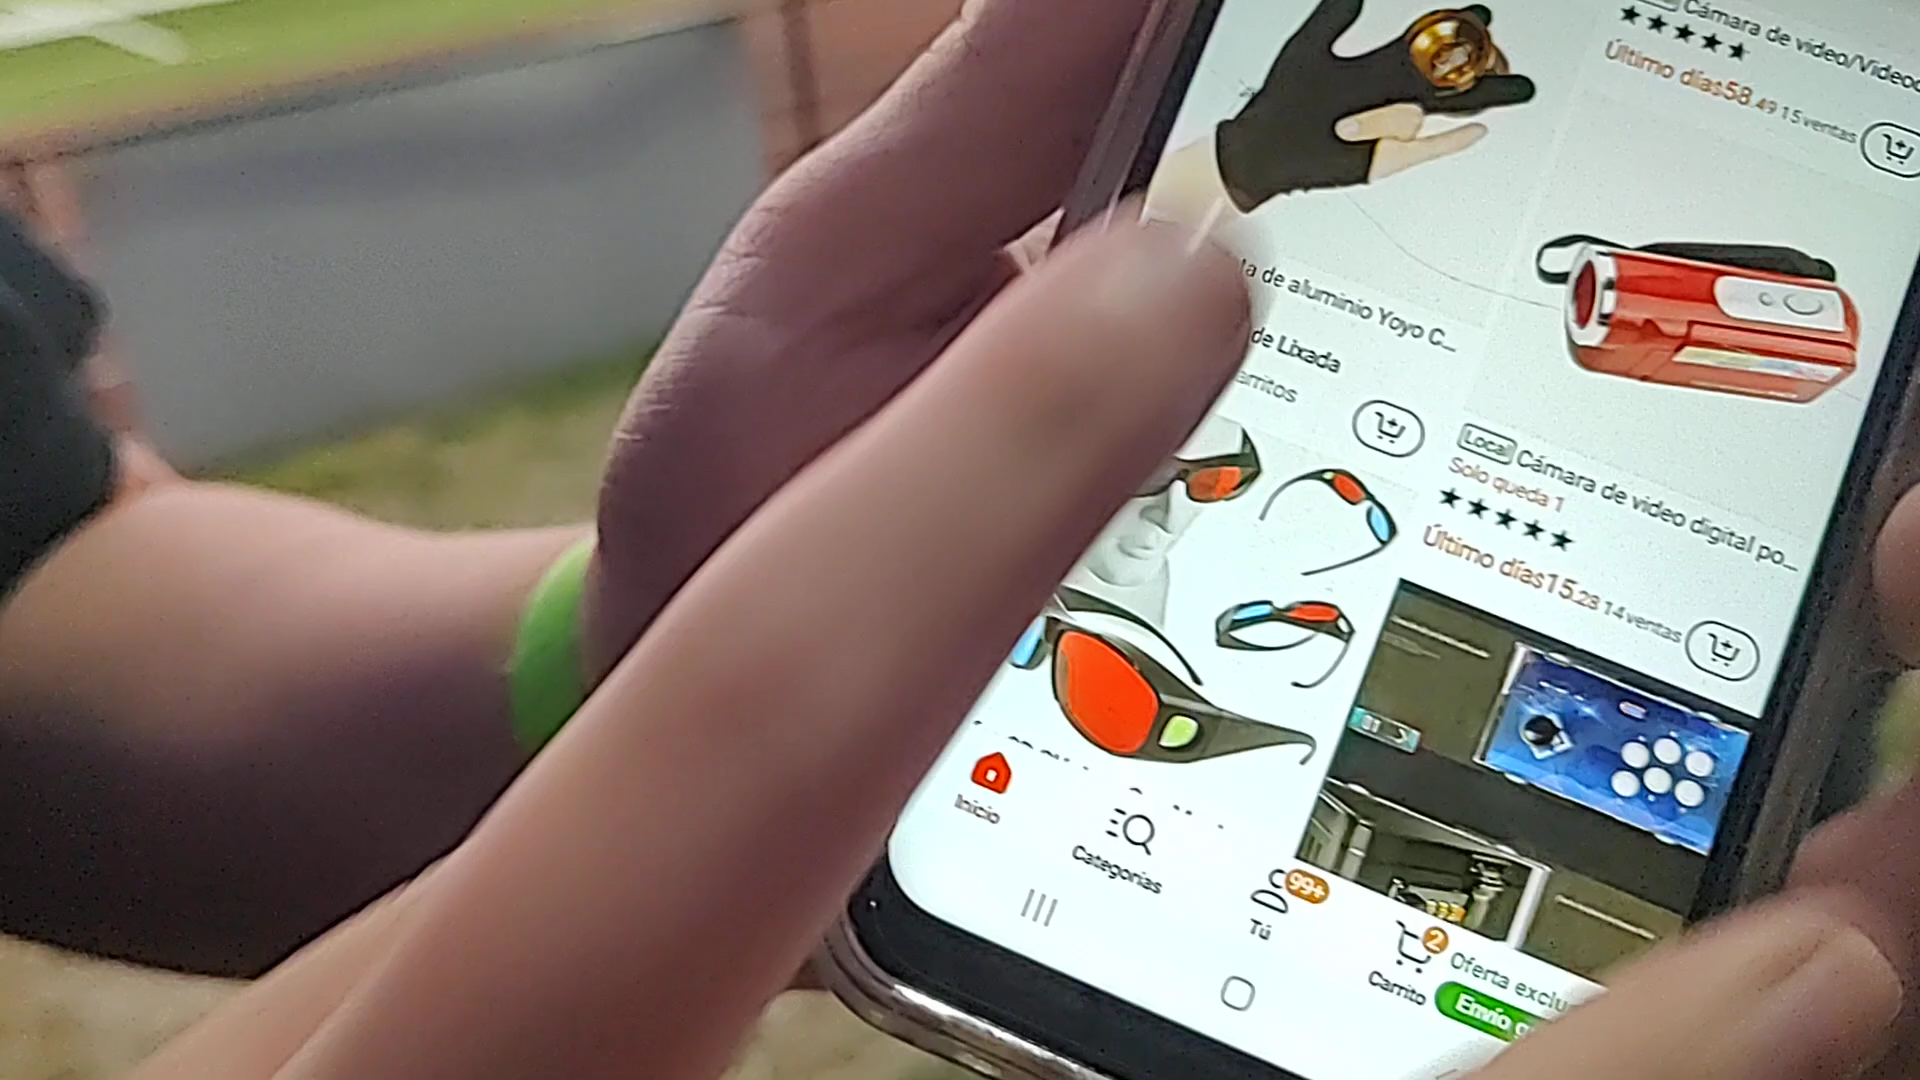 Cámara de video/Videoc
Último días58.49 15 ventas
ta de aluminio Yoyo C...
de Lixada
arritos
Local Cámara de video digital po...
Solo queda 1
Último días15.28 14 ventas
Inicio
Categorías
99+
Tú
2
Carrito
Oferta exclu
Envío g